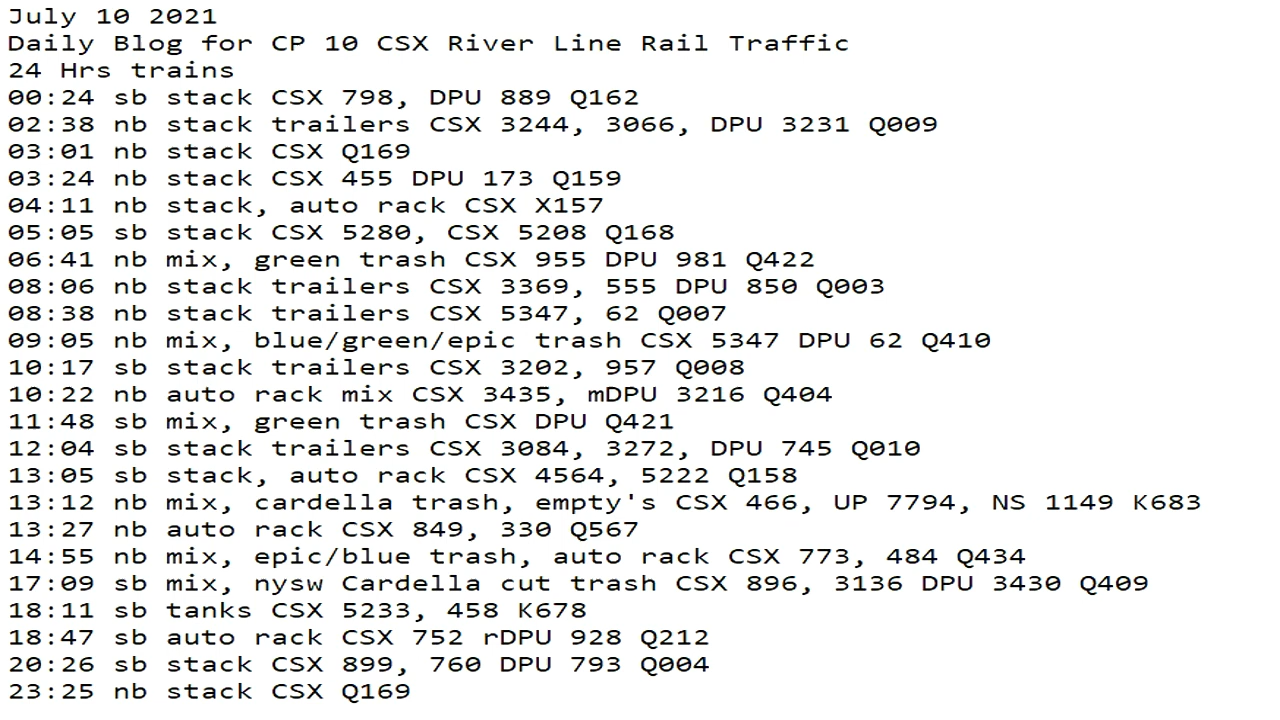 July 10 2021
Daily Blog for CP 10 CSX River Line Rail Traffic
24 Hrs trains
00:24 sb stack CSX 798, DPU 889 Q162
02:38 nb stack trailers CSX 3244, 3066, DPU 3231 Q009
03:01 nb stack CSX Q169
03:24 nb stack CSX 455 DPU 173 Q159
04:11 nb stack, auto rack CSX X157
05:05 sb stack CSX 5280, CSX 5208 Q168
06:41 nb mix, green trash CSX 955 DPU 981 Q422
08:06 nb stack trailers CSX 3369, 555 DPU 850 Q003
08:38 nb stack trailers CSX 5347, 62 Q007
09:05 nb mix, blue/green/epic trash CSX 5347 DPU 62 Q410
10:17 sb stack trailers CSX 3202, 957 Q008
10:22 nb auto rack mix CSX 3435, mDPU 3216 Q404
11:48 sb mix, green trash CSX DPU Q421
12:04 sb stack trailers CSX 3084, 3272, DPU 745 Q010
13:05 sb stack, auto rack CSX 4564, 5222 Q158
13:12 nb mix, cardella trash, empty's CSX 466, UP 7794, NS 1149 K683
13:27 nb auto rack CSX 849, 330 Q567
14:55 nb mix, epic/blue trash, auto rack CSX 773, 484 Q434
17:09 sb mix, nysw Cardella cut trash CSX 896, 3136 DPU 3430 Q409
18:11 sb tanks CSX 5233, 458 K678
18:47 sb auto rack CSX 752 rDPU 928 Q212
20:26 sb stack CSX 899, 760 DPU 793 Q004
23:25 nb stack CSX Q169